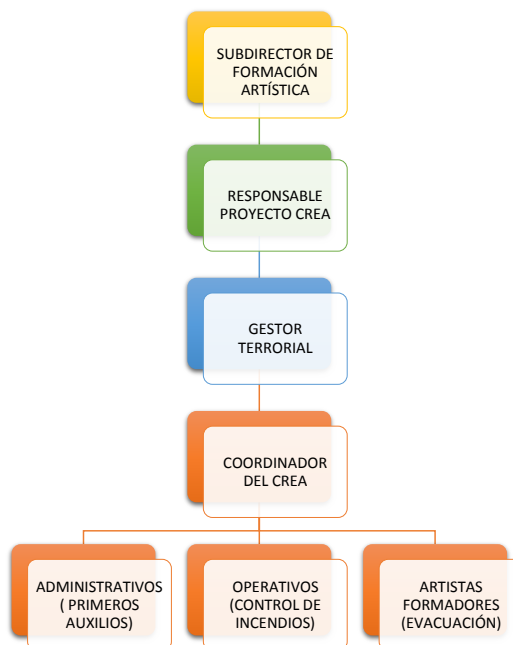 SUBDIRECTOR DE
FORMACIÓN
ARTÍSTICA
RESPONSABLE
PROYECTO CREA
GESTOR
TERRORIAL
COORDINADOR
DEL CREA
ADMINISTRATIVOS
( PRIMEROS
AUXILIOS)
OPERATIVOS
(CONTROL DE
INCENDIOS)
ARTISTAS
FORMADORES
(EVACUACIÓN)